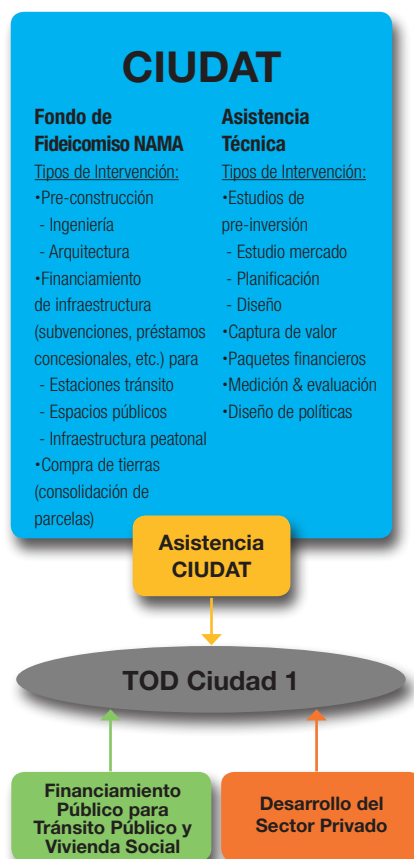 CIUDAT
Fondo de
Fideicomiso NAMA
Tipos de Intervención:
•Pre-construcción
- Ingeniería
- Arquitectura
•Financiamiento
de infraestructura
(subvenciones, préstamos
concesionales, etc.) para
- Estaciones tránsito
- Espacios públicos
- Infraestructura peatonal
•Compra de tierras
(consolidación de
parcelas)
Asistencia
Técnica
Tipos de Intervención:
•Estudios de
pre-inversión
- Estudio mercado
- Planificación
- Diseño
•Captura de valor
•Paquetes financieros
•Medición & evaluación
•Diseño de políticas
Asistencia
CIUDAT
TOD Ciudad 1
Financiamiento
Público para
Tránsito Público y
Vivienda Social
Desarrollo del
Sector Privado